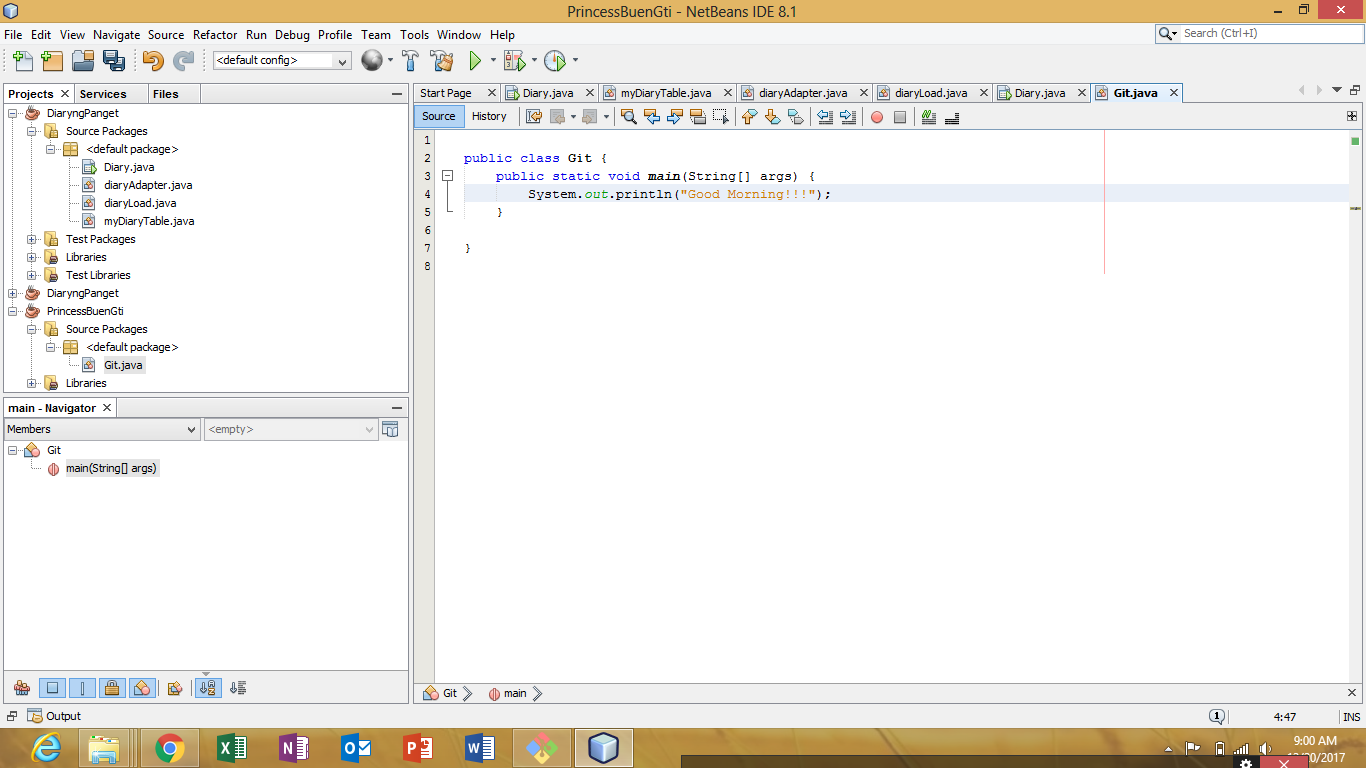 PrincessBuenGti - NetBeans IDE 8.1
File Edit View Navigate Source Refactor Run Debug Profile Team Tools Window Help
Search (Ctrl+I)
<default config>
Projects Services Files
DiaryngPanget
Source Packages
<default package>
Diary.java
diaryAdapter.java
diaryLoad.java
myDiaryTable.java
Test Packages
Libraries
Test Libraries
DiaryngPanget
PrincessBuenGti
Source Packages
<default package>
Git.java
Libraries
main - Navigator
Members <empty>
Git
main(String[] args)
Start Page Diary.java myDiaryTable.java diaryAdapter.java diaryLoad.java Diary.java Git.java
Source History
1
2 public class Git {
3 public static void main(String[] args) {
4 System.out.println("Good Morning!!!");
5 }
6
7 }
8
Git main
Output
1 4:47 INS
9:00 AM